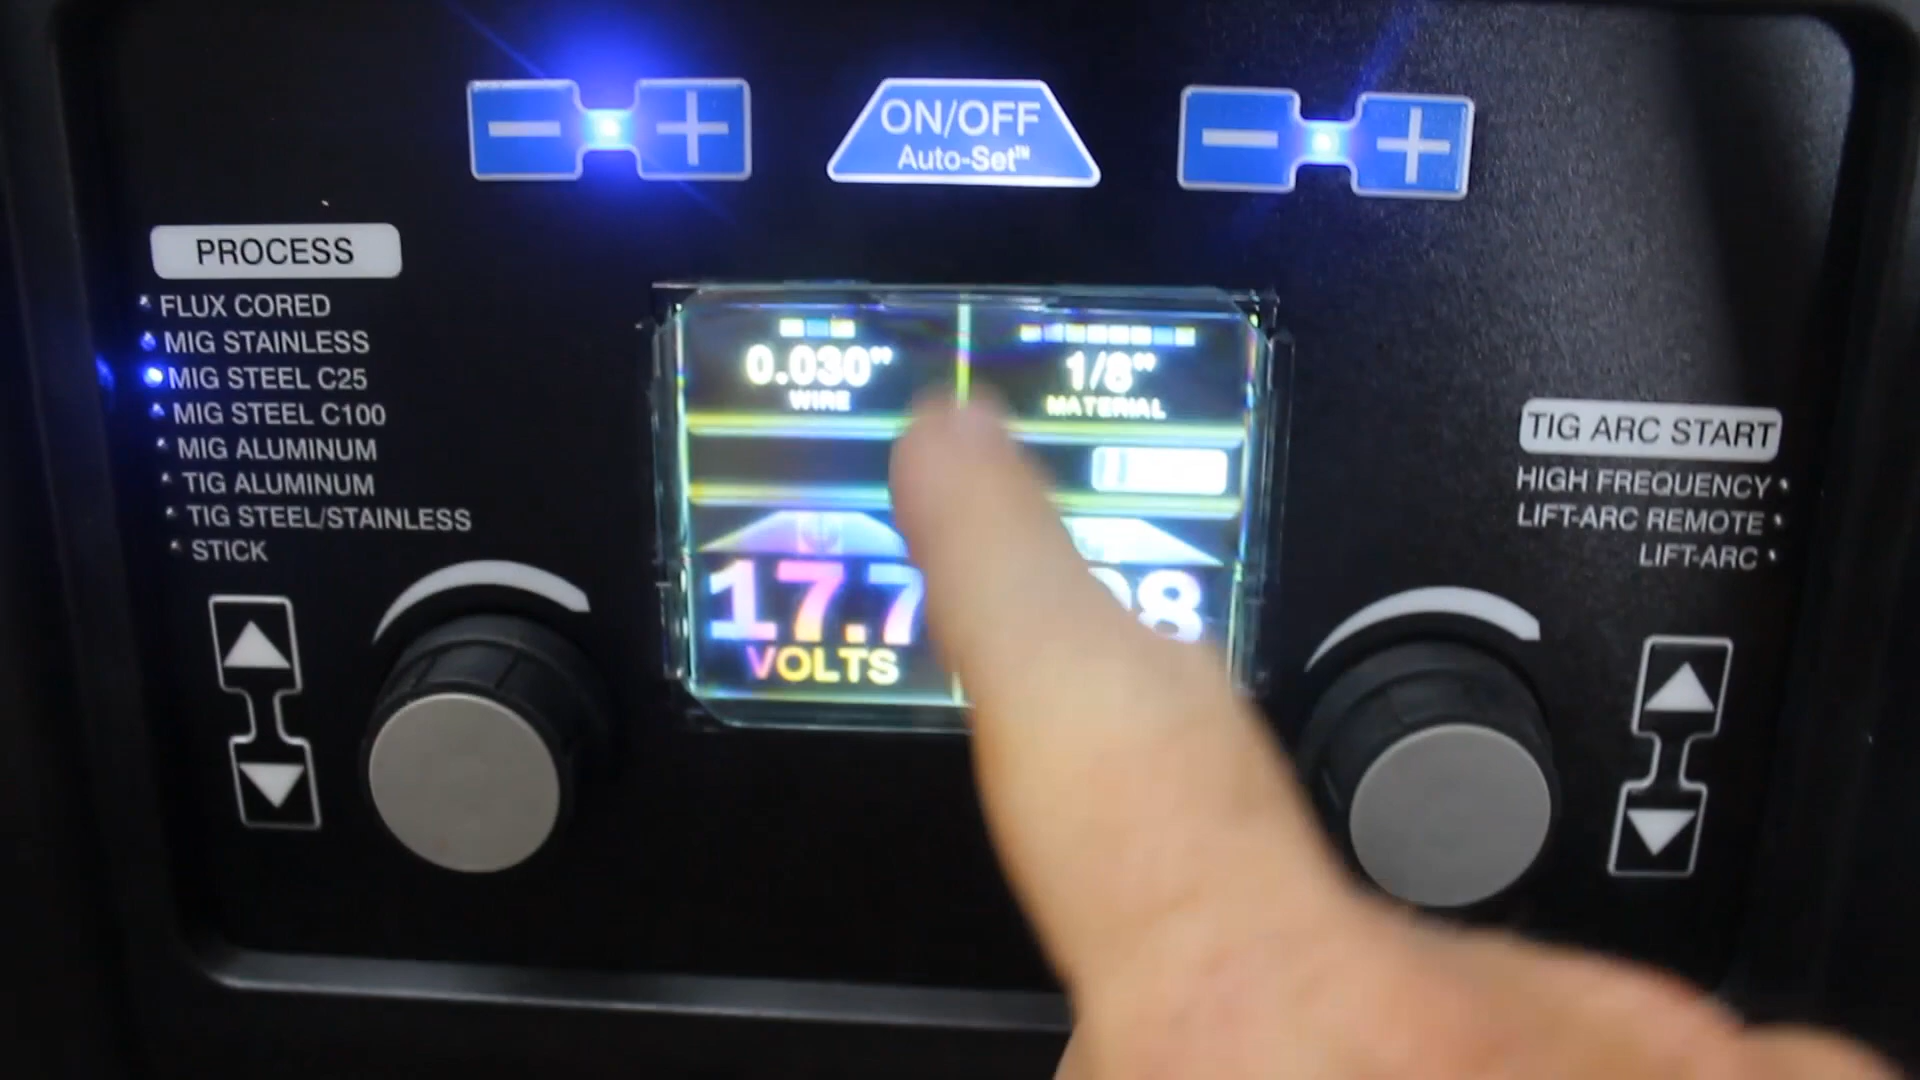 ON/OFF
Auto-Set™
PROCESS
FLUX CORED
MIG STAINLESS
MIG STEEL C25
MIG STEEL C100
MIG ALUMINUM
TIG ALUMINUM
TIG STEEL/STAINLESS
STICK
0.030”
WIRE
1/8”
MATERIAL
17.7
VOLTS
TIG ARC START
HIGH FREQUENCY
LIFT-ARC REMOTE
LIFT-ARC